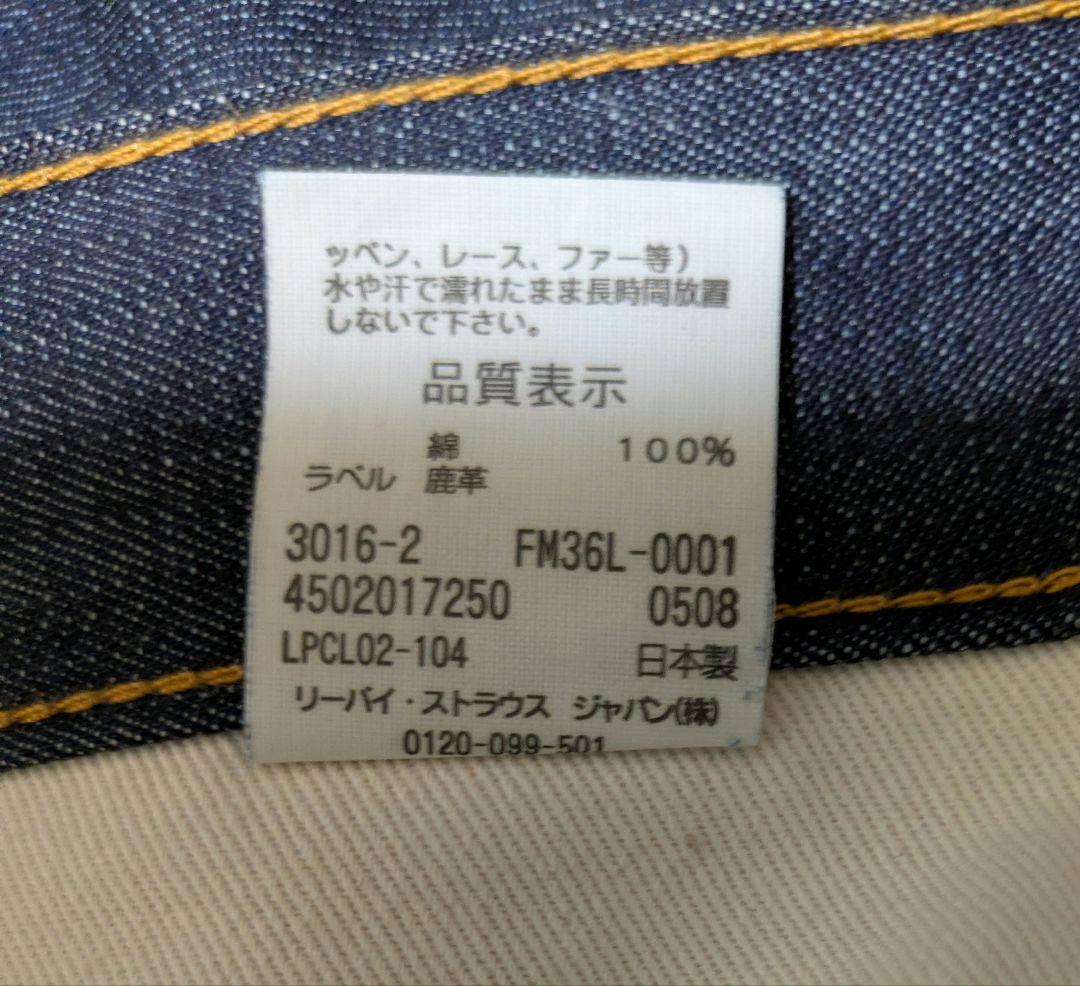 ッペン、レース、ファー等)
水や汗で濡れたまま長時間放置
しないで下さい。
品質表示
綿 100%
ラベル 鹿革
3016-2 FM36L-0001
4502017250 0508
LPCL02-104 日本製
リーバイ・ストラウス ジャパン(株)
0120-099-501